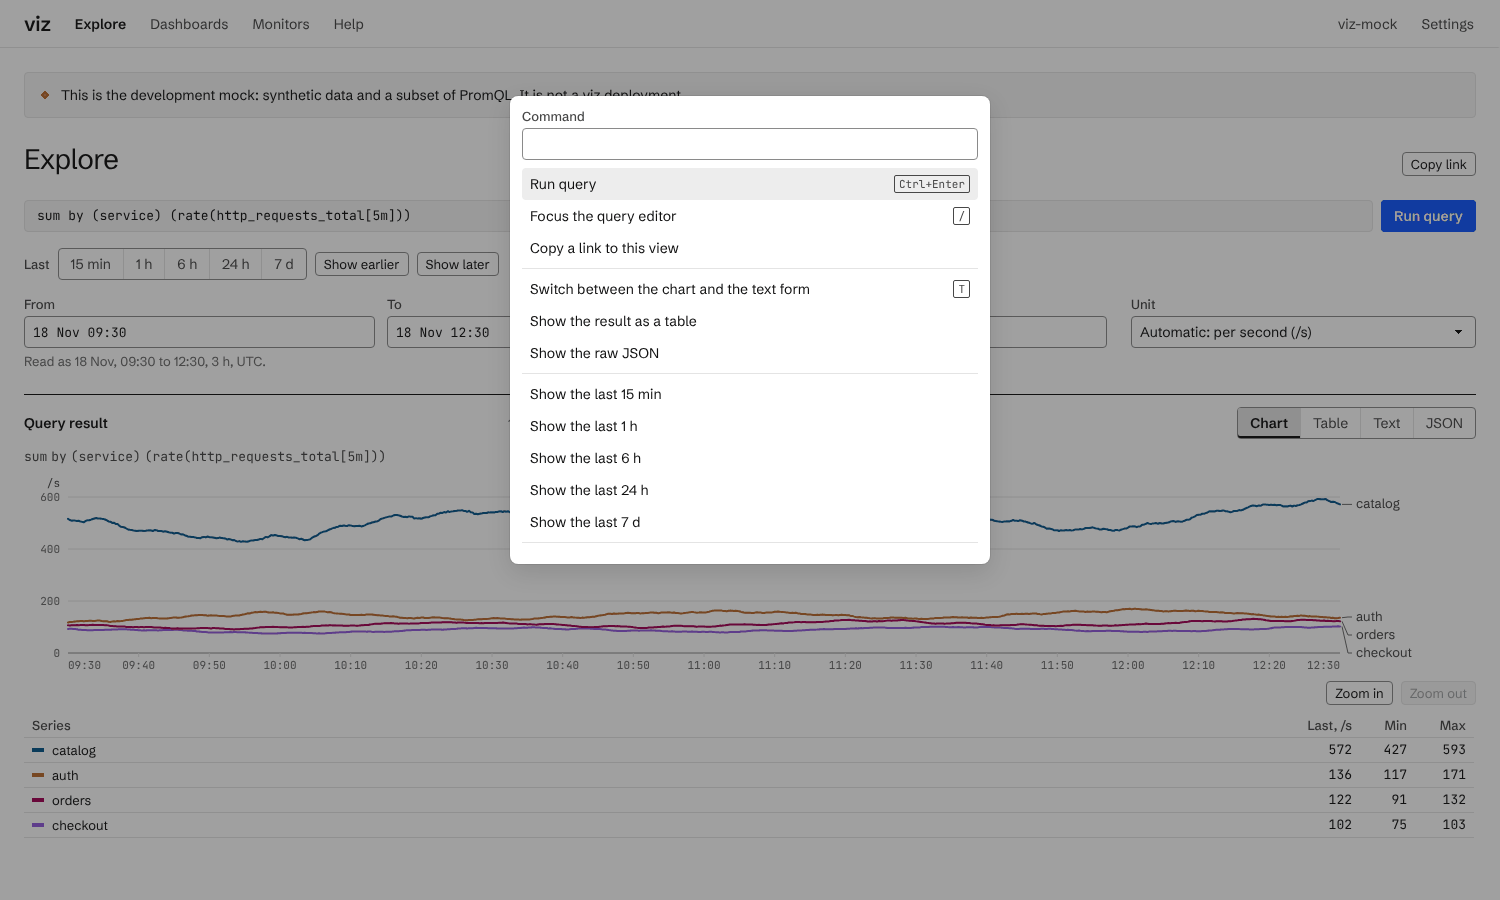 viz Explore Dashboards Monitors Help viz-mock Settings
This is the development mock: synthetic data and a subset of PromQL. It is not a viz deployment.
Explore
Copy link
sum by (service) (rate(http_requests_total[5m]))
Run query
Last 15 min 1 h 6 h 24 h 7 d Show earlier Show later
From
18 Nov 09:30
To
18 Nov 12:30
Unit
Automatic: per second (/s)
Read as 18 Nov, 09:30 to 12:30, 3 h, UTC.
Command
Run query Ctrl+Enter
Focus the query editor /
Copy a link to this view
Switch between the chart and the text form T
Show the result as a table
Show the raw JSON
Show the last 15 min
Show the last 1 h
Show the last 6 h
Show the last 24 h
Show the last 7 d
Query result
Chart Table Text JSON
sum by (service) (rate(http_requests_total[5m]))
/s
600
400
200
0
catalog
auth
orders
checkout
09:30 09:40 09:50 10:00 10:10 10:20 10:30 10:40 10:50 11:00 11:10 11:20 11:30 11:40 11:50 12:00 12:10 12:20 12:30
Zoom in Zoom out
Series Last, /s Min Max
catalog 572 427 593
auth 136 117 171
orders 122 91 132
checkout 102 75 103